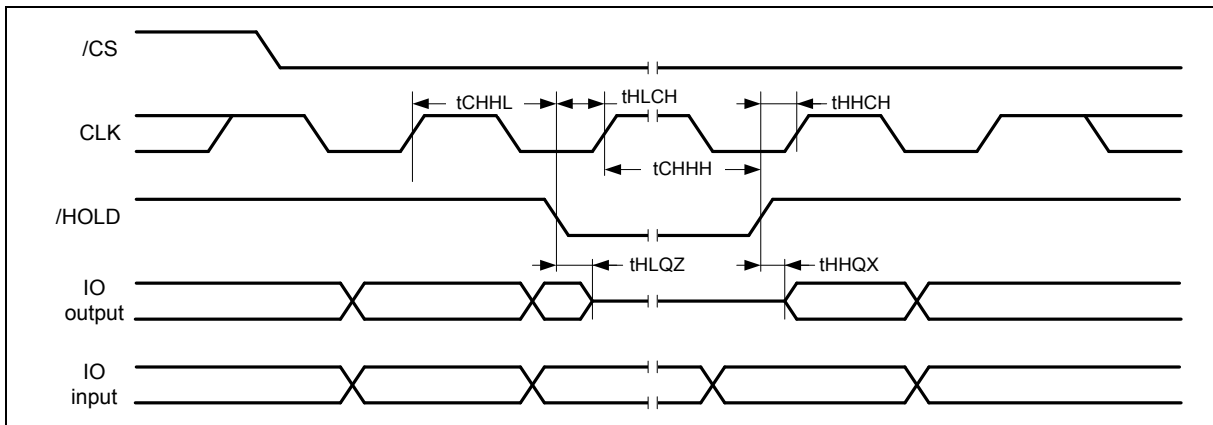 /CS
tCHHL
tHLCH
tHHCH
CLK
tCHHH
/HOLD
tHLQZ
tHHQX
IO
output
IO
input